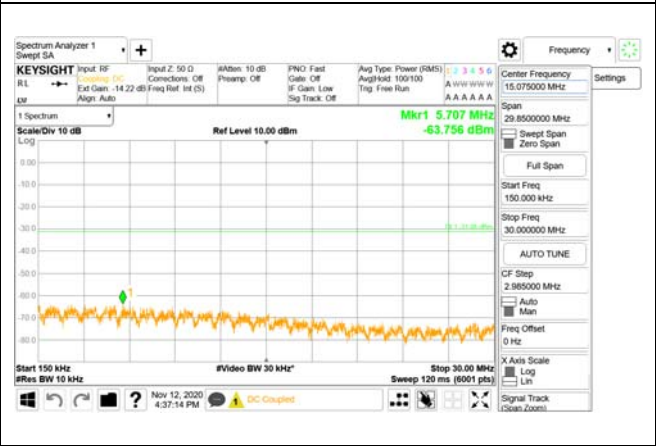 Spectrum Analyzer 1
Swept SA
Frequency
Settings
KEYSIGHT
RL
Input: RF
Coupling: DC
Ext Gain: -14.22 dB
Align: Auto
Input Z: 50 Ω
Corrections: Off
Freq Ref: Int (S)
#Atten: 10 dB
Preamp: Off
PNO: Fast
Gate: Off
IF Gain: Low
Sig Track: Off
Avg Type: Power (RMS)
Avg|Hold: 100/100
Trig: Free Run
1 2 3 4 5 6
A W W W W W
A A A A A A
1 Spectrum
Scale/Div 10 dB
Log
Ref Level 10.00 dBm
Mkr1 5.707 MHz
-63.756 dBm
0.00
-10.0
-20.0
-30.0
-40.0
-50.0
-60.0
-70.0
-80.0
1
Start 150 kHz
#Res BW 10 kHz
#Video BW 30 kHz*
Stop 30.00 MHz
Sweep 120 ms (6001 pts)
Center Frequency
15.075000 MHz
Span
29.8500000 MHz
Swept Span
Zero Span
Full Span
Start Freq
150.000 kHz
Stop Freq
30.000000 MHz
AUTO TUNE
CF Step
2.985000 MHz
Auto
Man
Freq Offset
0 Hz
X Axis Scale
Log
Lin
Signal Track
(Span Zoom)
?
Nov 12, 2020
4:37:14 PM
1
DC Coupled